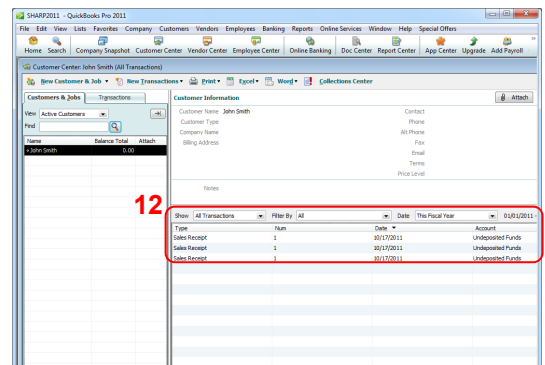 SHARP2011 - QuickBooks Pro 2011
File Edit View Lists Favorites Company Customers Vendors Employees Banking Reports Online Services Window Help Special Offers
Home Search Company Snapshot Customer Center Vendor Center Employee Center Online Banking Doc Center Report Center App Center Upgrade Add Payroll »
Customer Center: John Smith (All Transactions)
New Customer & Job New Transactions Print Excel Word Collections Center
Customers & Jobs Transactions
View Active Customers
Find
Name Balance Total Attach
John Smith 0.00
Customer Information Attach
Customer Name John Smith Contact
Customer Type Phone
Company Name Alt Phone
Billing Address Fax
Email
Terms
Price Level
Notes
12
Show All Transactions Filter By All Date This Fiscal Year 01/01/2011 -
Type Num Date Account
Sales Receipt 1 10/17/2011 Undeposited Funds
Sales Receipt 1 10/17/2011 Undeposited Funds
Sales Receipt 1 10/17/2011 Undeposited Funds